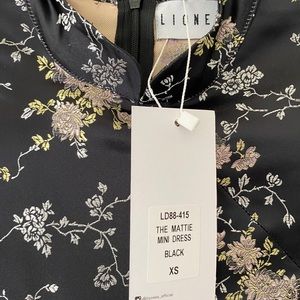 LIONE
LD88-415
THE MATTIE
MINI DRESS
BLACK
XS